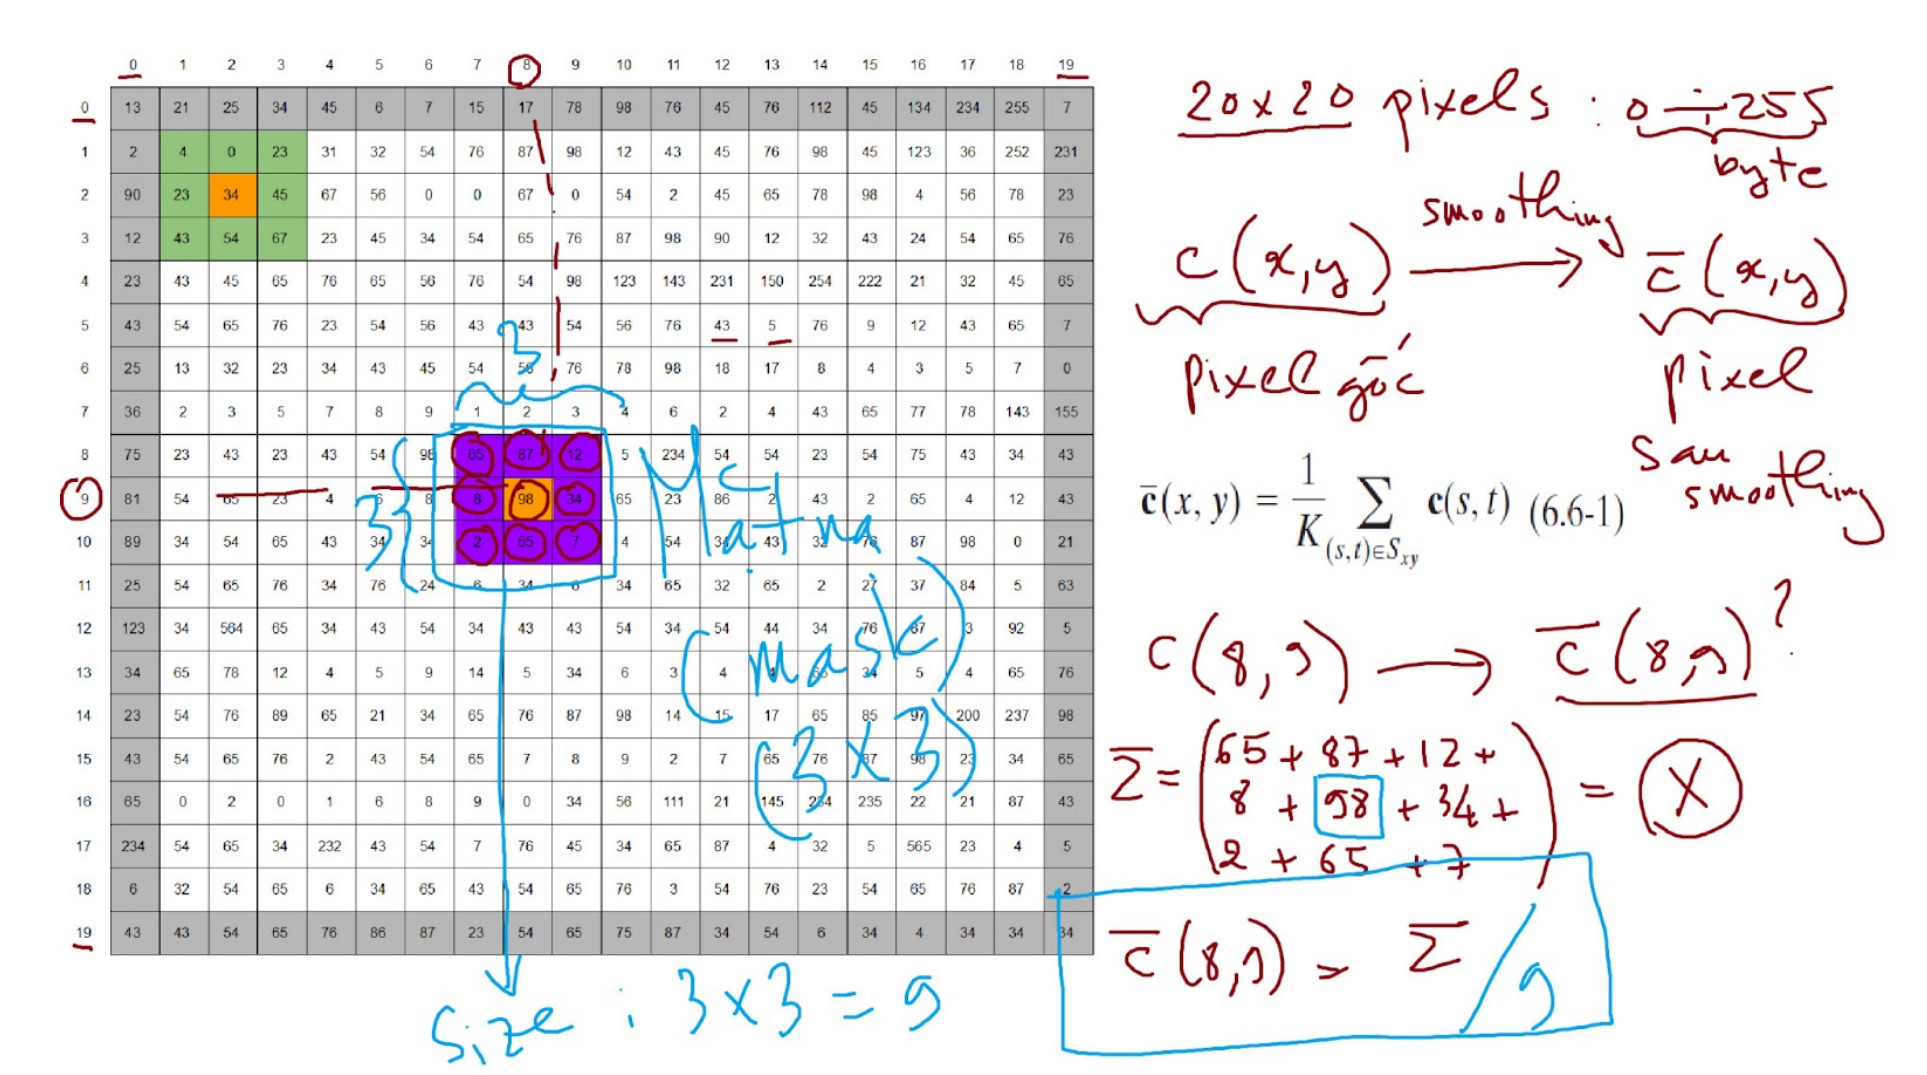 0 1 2 3 4 5 6 7 8 9 10 11 12 13 14 15 16 17 18 19
0 13 21 25 34 45 6 7 15 17 78 98 76 45 76 112 45 134 234 255 7
1 2 4 0 23 31 32 54 76 87 98 12 43 45 76 98 45 123 36 252 231
2 90 23 34 45 67 56 0 0 67 0 54 2 45 65 78 98 4 56 78 23
3 12 43 54 67 23 45 34 54 65 76 87 98 90 12 32 43 24 54 65 76
4 23 43 45 65 76 65 56 76 54 98 123 143 231 150 254 222 21 32 45 65
5 43 54 65 76 23 54 56 43 43 54 56 76 43 5 76 9 12 43 65 7
6 25 13 32 23 34 43 45 54 76 78 98 18 17 8 4 3 5 7 0
7 36 2 3 5 7 8 9 1 2 3 4 6 2 4 43 65 77 78 143 155
8 75 23 43 23 43 54 98 65 87 12 5 234 54 54 23 54 75 43 34 43
9 81 54 65 23 4 6 8 8 98 34 65 23 86 2 43 2 65 4 12 43
10 89 34 54 65 43 34 34 2 65 7 4 54 34 43 32 76 87 98 0 21
11 25 54 65 76 34 76 24 6 34 6 34 65 32 65 2 27 37 84 5 63
12 123 34 564 65 34 43 54 34 43 43 54 34 54 44 34 76 87 3 92 5
13 34 65 78 12 4 5 9 14 5 34 6 3 4 34 5 4 65 76
14 23 54 76 89 65 21 34 65 76 87 98 14 15 17 65 85 97 200 237 98
15 43 54 65 76 2 43 54 65 7 8 9 2 7 65 76 87 98 23 34 65
16 65 0 2 0 1 6 8 9 0 34 56 111 21 145 234 235 22 21 87 43
17 234 54 65 34 232 43 54 7 76 45 34 65 87 4 32 5 565 23 4 5
18 6 32 54 65 6 34 65 43 54 65 76 3 54 76 23 54 65 76 87 2
19 43 43 54 65 76 86 87 23 54 65 75 87 34 54 6 34 4 34 34 34
3
3
Mặt nạ
(mask)
(3 x 3)
size : 3 x 3 = 9
20 x 20 pixels : 0 ÷ 255
byte
c(x,y) smoothing c̄(x,y)
pixel gốc pixel
sau
smoothing
c̄(x, y) = 1/K ∑ (s,t)∈Sxy c(s, t) (6.6-1)
c(8,9) → c̄(8,9) ?
Σ = (65 + 87 + 12 +
8 + 98 + 34 +
2 + 65 + 7) = X
c̄(8,9) = Σ / 9